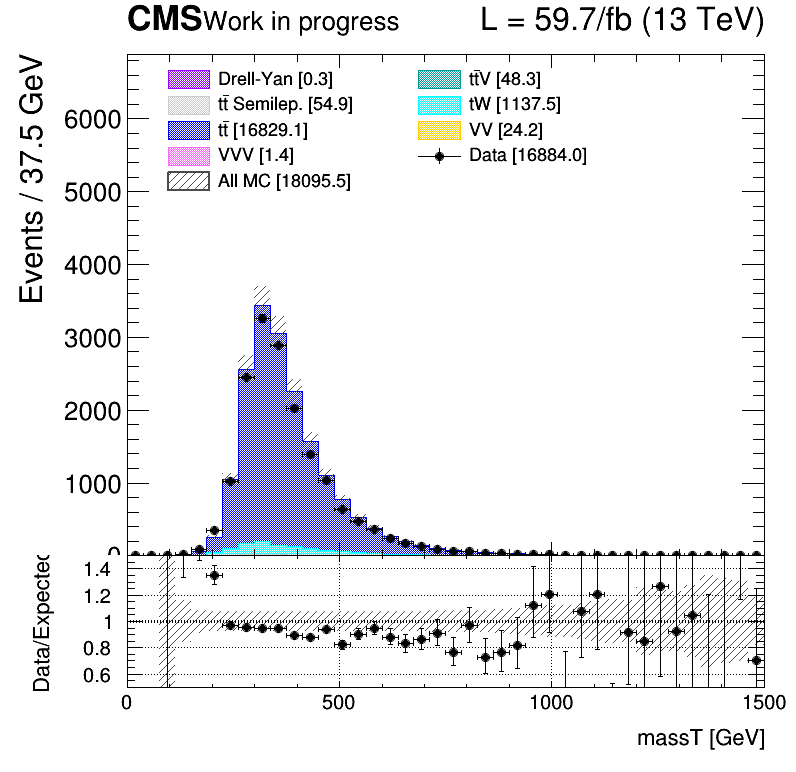 CMS Work in progress L = 59.7/fb (13 TeV)
Events / 37.5 GeV
Drell-Yan [0.3] tt̄V [48.3]
tt̄ Semilep. [54.9] tW [1137.5]
tt̄ [16829.1] VV [24.2]
VVV [1.4] Data [16884.0]
All MC [18095.5]
6000
5000
4000
3000
2000
1000
0
Data/Expected
1.4
1.2
1
0.8
0.6
0 500 1000 1500
massT [GeV]